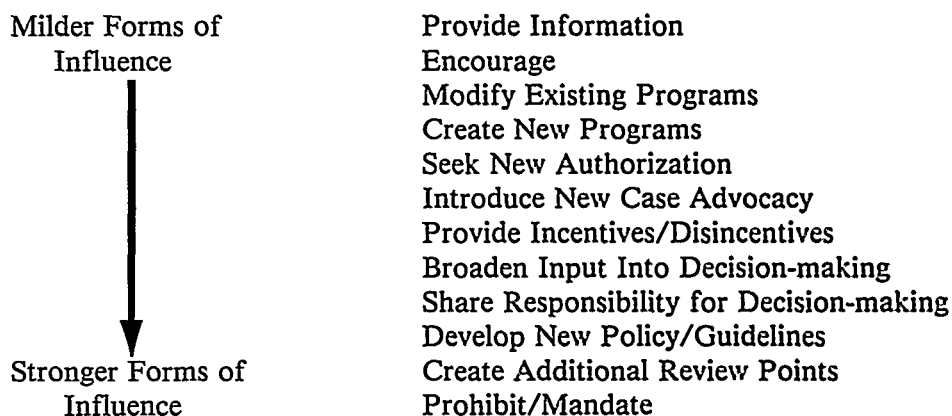 Milder Forms of
Influence
Provide Information
Encourage
Modify Existing Programs
Create New Programs
Seek New Authorization
Introduce New Case Advocacy
Provide Incentives/Disincentives
Broaden Input Into Decision-making
Share Responsibility for Decision-making
Develop New Policy/Guidelines
Stronger Forms of
Influence
Create Additional Review Points
Prohibit/Mandate